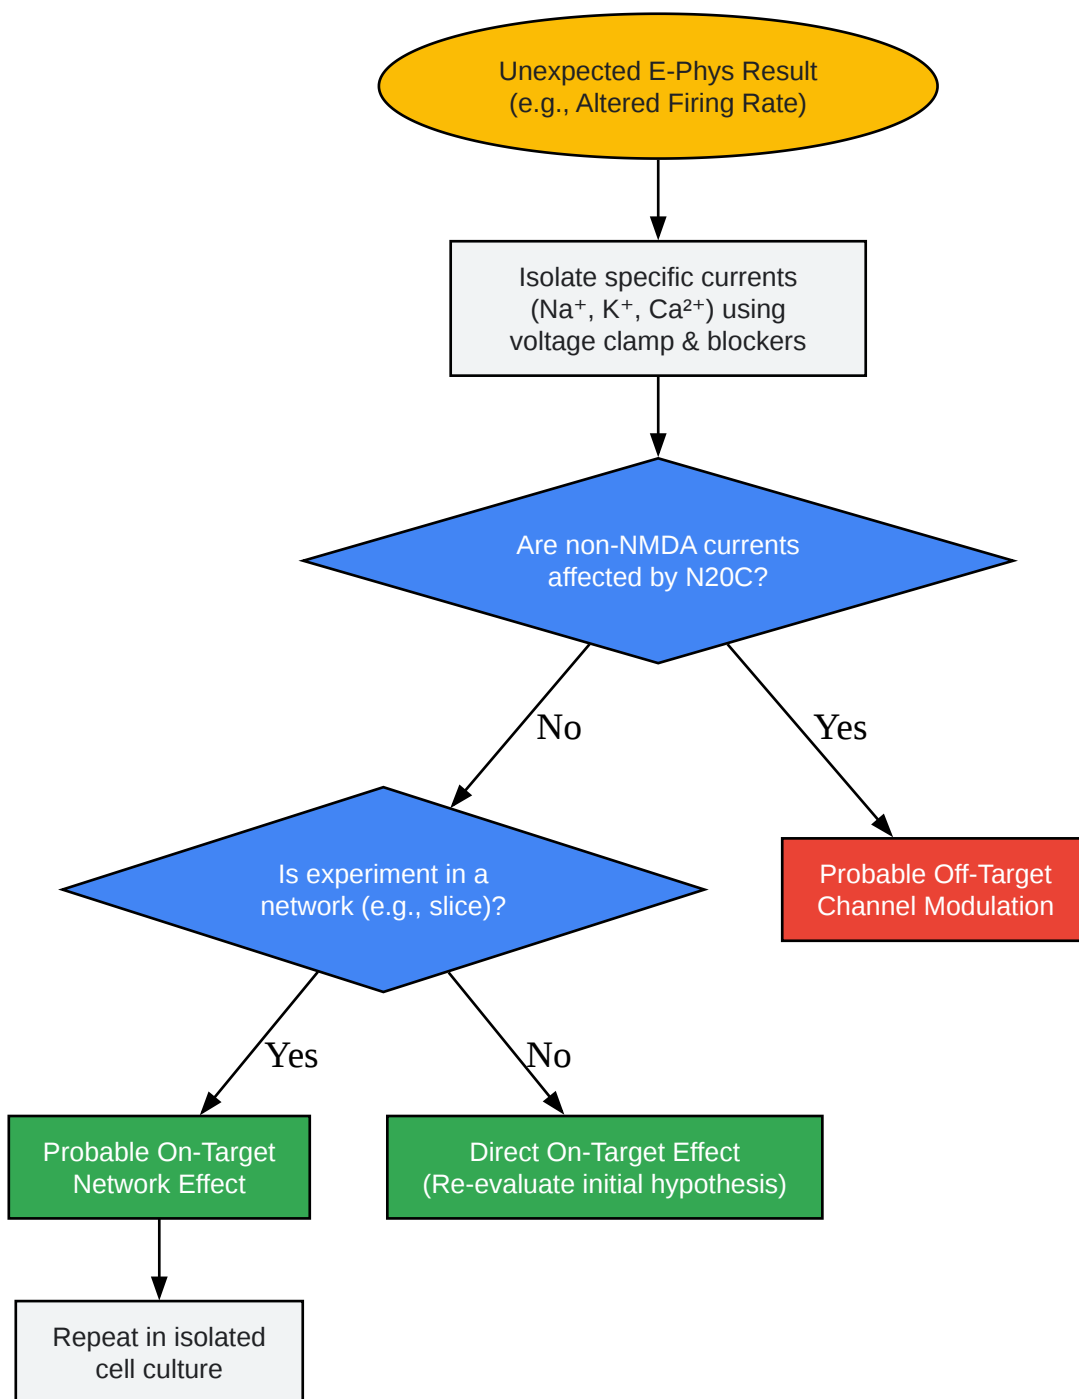 Unexpected E-Phys Result
(e.g., Altered Firing Rate)
Isolate specific currents
(Na⁺, K⁺, Ca²⁺) using
voltage clamp & blockers
Are non-NMDA currents
affected by N20C?
No
Yes
Is experiment in a
network (e.g., slice)?
Probable Off-Target
Channel Modulation
Yes
No
Probable On-Target
Network Effect
Direct On-Target Effect
(Re-evaluate initial hypothesis)
Repeat in isolated
cell culture